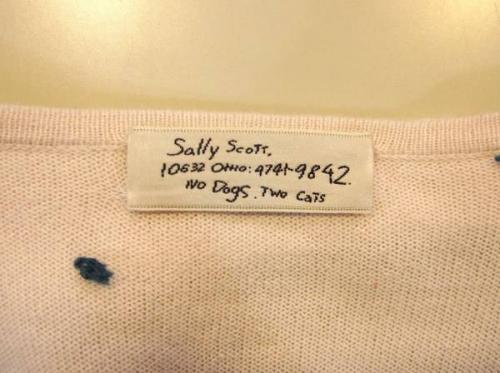 Sally Scott.
10632 OHIO: 4741-9842.
No Dogs. Two Cats